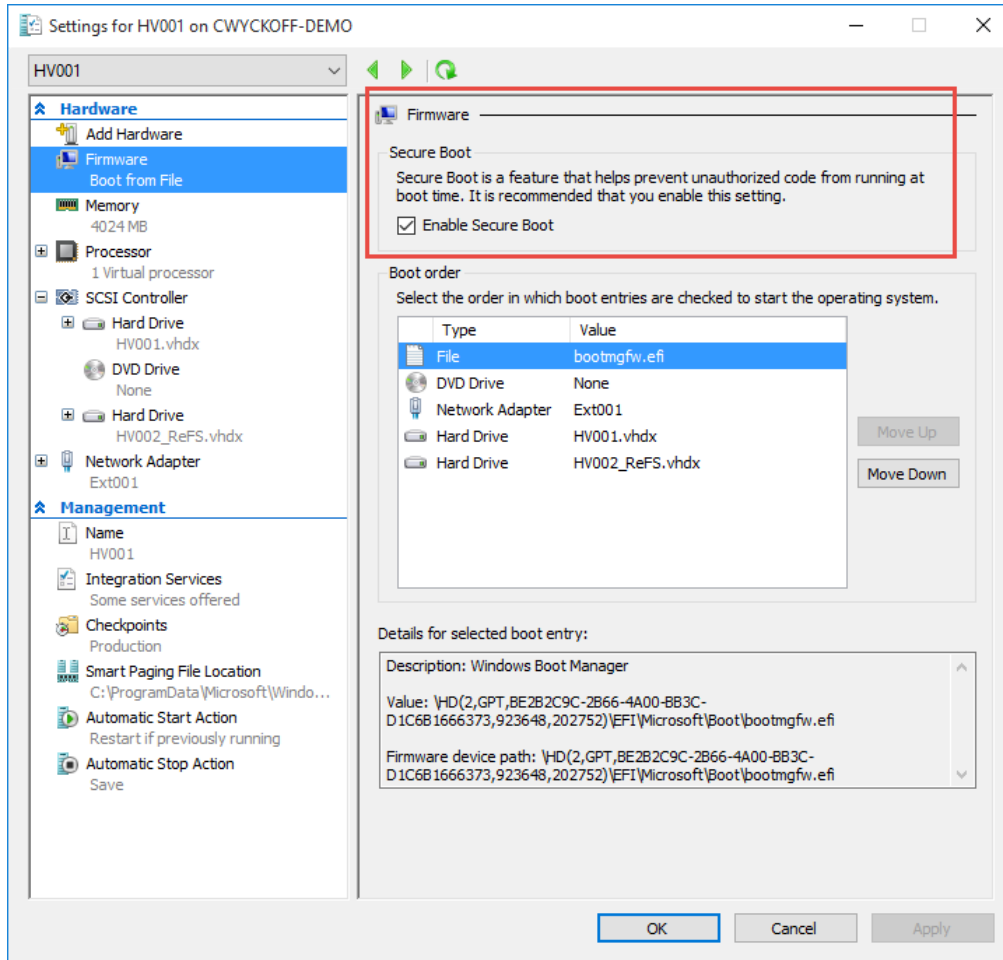 Settings for HV001 on CWYCKOFF-DEMO
HV001
Hardware
Add Hardware
Firmware
Boot from File
Memory
4024 MB
Processor
1 Virtual processor
SCSI Controller
Hard Drive
HV001.vhdx
DVD Drive
None
Hard Drive
HV002_ReFS.vhdx
Network Adapter
Ext001
Management
Name
HV001
Integration Services
Some services offered
Checkpoints
Production
Smart Paging File Location
C:\ProgramData\Microsoft\Windo...
Automatic Start Action
Restart if previously running
Automatic Stop Action
Save
Firmware
Secure Boot
Secure Boot is a feature that helps prevent unauthorized code from running at
boot time. It is recommended that you enable this setting.
Enable Secure Boot
Boot order
Select the order in which boot entries are checked to start the operating system.
Type Value
File bootmgfw.efi
DVD Drive None
Network Adapter Ext001
Hard Drive HV001.vhdx
Hard Drive HV002_ReFS.vhdx
Move Up
Move Down
Details for selected boot entry:
Description: Windows Boot Manager
Value: \HD(2,GPT,BE2B2C9C-2B66-4A00-BB3C-
D1C6B1666373,923648,202752)\EFI\Microsoft\Boot\bootmgfw.efi
Firmware device path: \HD(2,GPT,BE2B2C9C-2B66-4A00-BB3C-
D1C6B1666373,923648,202752)\EFI\Microsoft\Boot\bootmgfw.efi
OK
Cancel
Apply